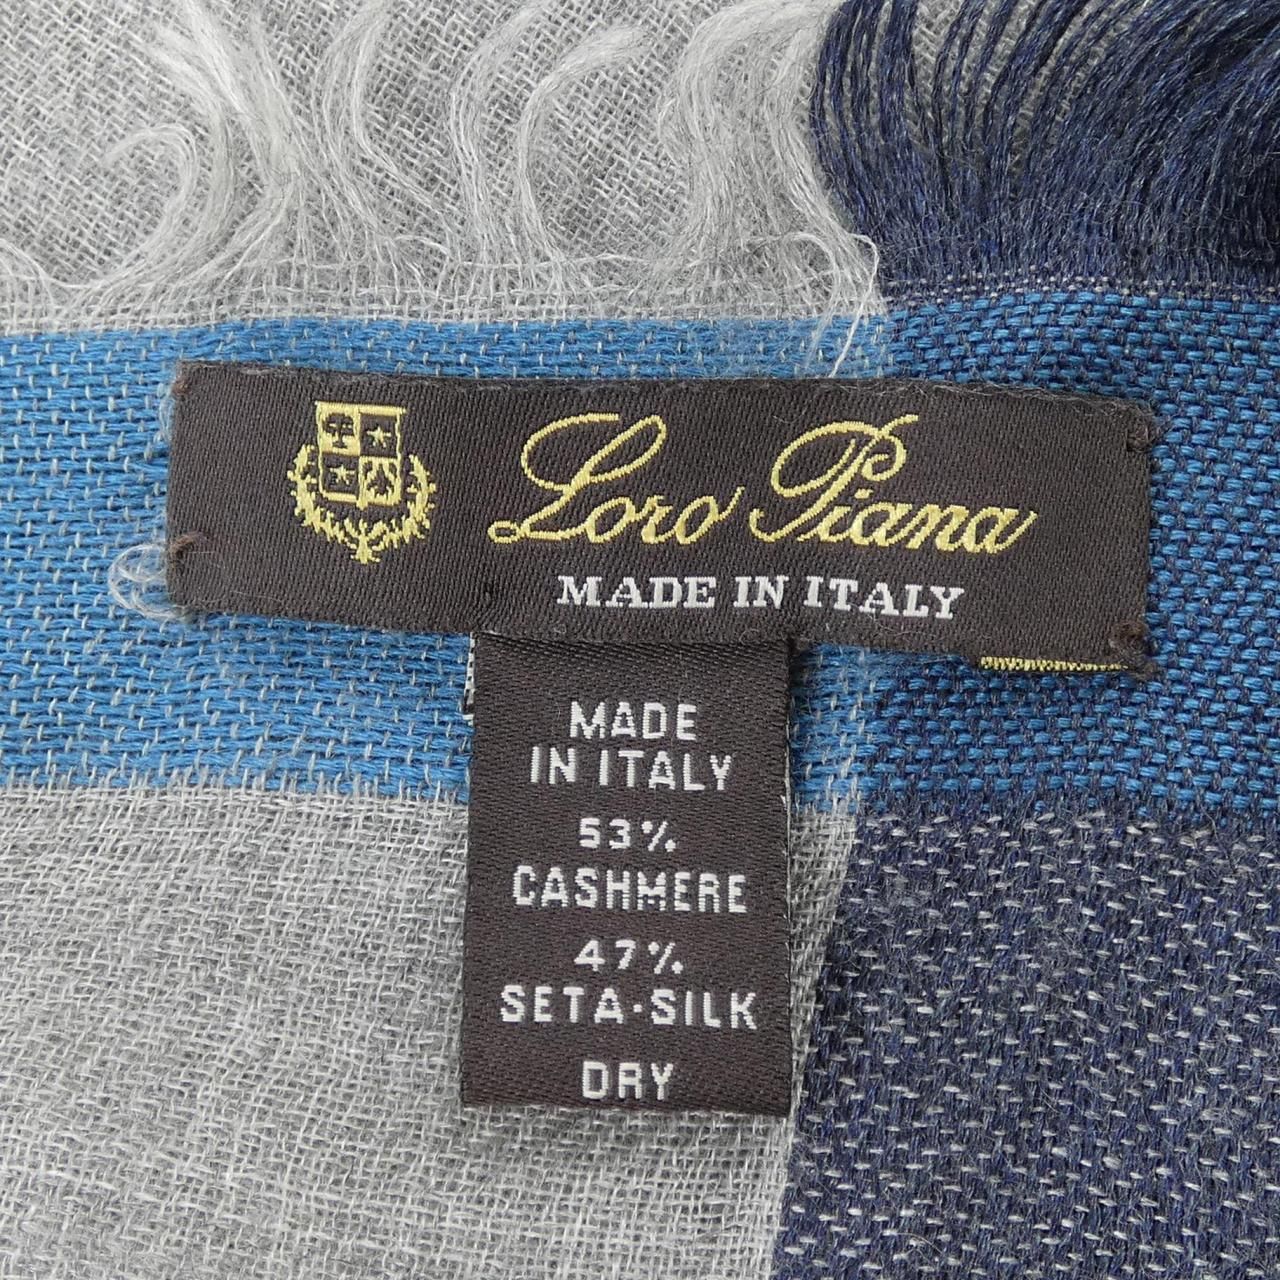 Loro Piana
MADE IN ITALY
MADE
IN ITALY
53%
CASHMERE
47%
SETA·SILK
DRY